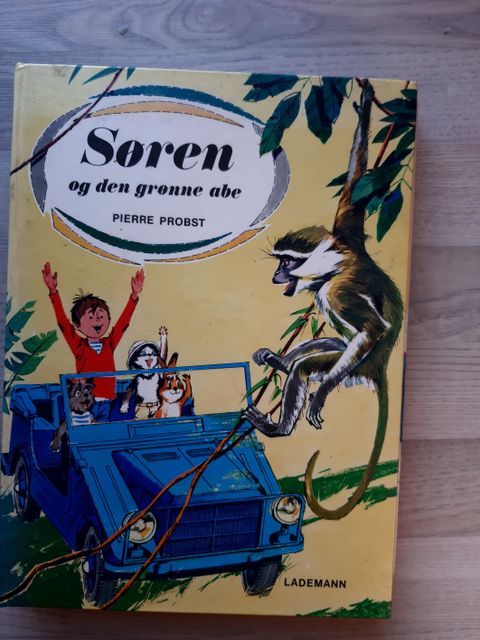 Søren
og den grønne abe
PIERRE PROBST
LADEMANN